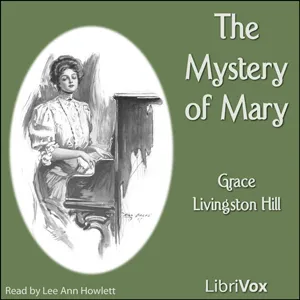 The
Mystery
of Mary
Grace
Livingston Hill
Read by Lee Ann Howlett
LibriVox